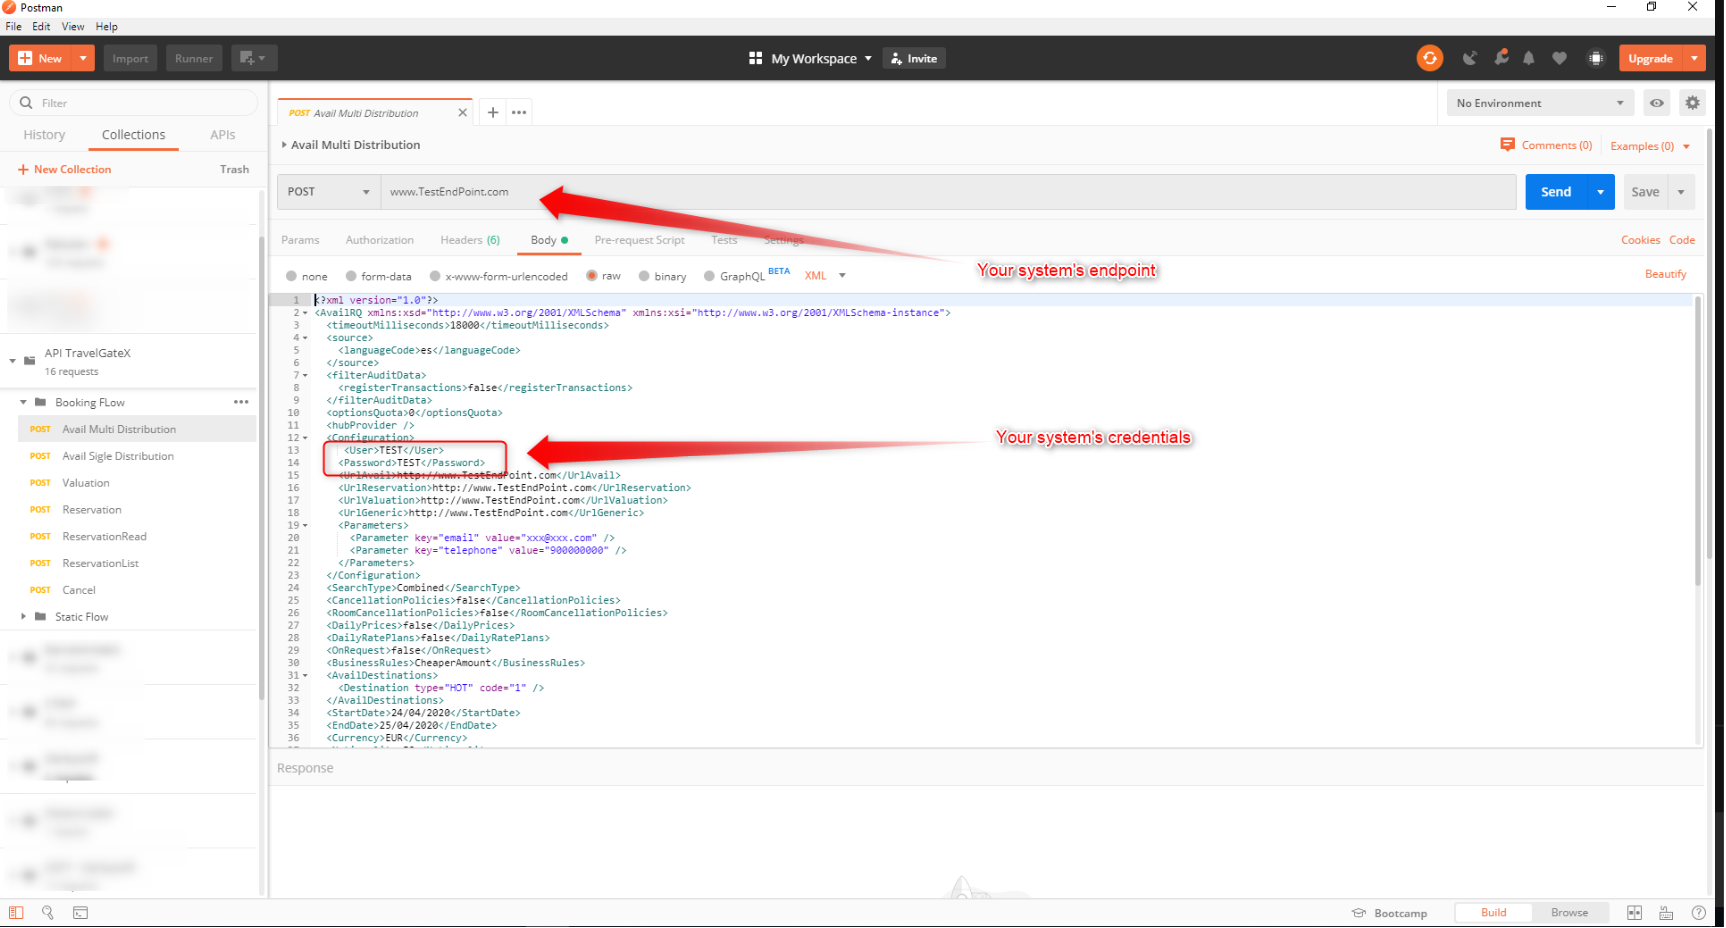 Postman
File Edit View Help
New Import Runner My Workspace Invite Upgrade
Filter
History Collections APIs
New Collection Trash
API TravelGateX
16 requests
Booking FLow
POST Avail Multi Distribution
POST Avail Sigle Distribution
POST Valuation
POST Reservation
POST ReservationRead
POST ReservationList
POST Cancel
Static Flow
POST Avail Multi Distribution
No Environment
Avail Multi Distribution
Comments (0) Examples (0)
POST www.TestEndPoint.com Send Save
Params Authorization Headers (6) Body Pre-request Script Tests Settings Cookies Code
none form-data x-www-form-urlencoded raw binary GraphQL BETA XML Beautify
Your system's endpoint
1 <?xml version="1.0"?>
2 <AvailRQ xmlns:xsd="http://www.w3.org/2001/XMLSchema" xmlns:xsi="http://www.w3.org/2001/XMLSchema-instance">
3 <timeoutMilliseconds>18000</timeoutMilliseconds>
4 <source>
5 <languageCode>es</languageCode>
6 </source>
7 <filterAuditData>
8 <registerTransactions>false</registerTransactions>
9 </filterAuditData>
10 <optionsQuota>0</optionsQuota>
11 <hubProvider />
12 <Configuration>
13 <User>TEST</User>
14 <Password>TEST</Password>
Your system's credentials
15 <UrlAvail>http://www.TestEndPoint.com</UrlAvail>
16 <UrlReservation>http://www.TestEndPoint.com</UrlReservation>
17 <UrlValuation>http://www.TestEndPoint.com</UrlValuation>
18 <UrlGeneric>http://www.TestEndPoint.com</UrlGeneric>
19 <Parameters>
20 <Parameter key="email" value="xxx@xxx.com" />
21 <Parameter key="telephone" value="900000000" />
22 </Parameters>
23 </Configuration>
24 <SearchType>Combined</SearchType>
25 <CancellationPolicies>false</CancellationPolicies>
26 <RoomCancellationPolicies>false</RoomCancellationPolicies>
27 <DailyPrices>false</DailyPrices>
28 <DailyRatePlans>false</DailyRatePlans>
29 <OnRequest>false</OnRequest>
30 <BusinessRules>CheaperAmount</BusinessRules>
31 <AvailDestinations>
32 <Destination type="HOT" code="1" />
33 </AvailDestinations>
34 <StartDate>24/04/2020</StartDate>
35 <EndDate>25/04/2020</EndDate>
36 <Currency>EUR</Currency>
Response
Bootcamp Build Browse